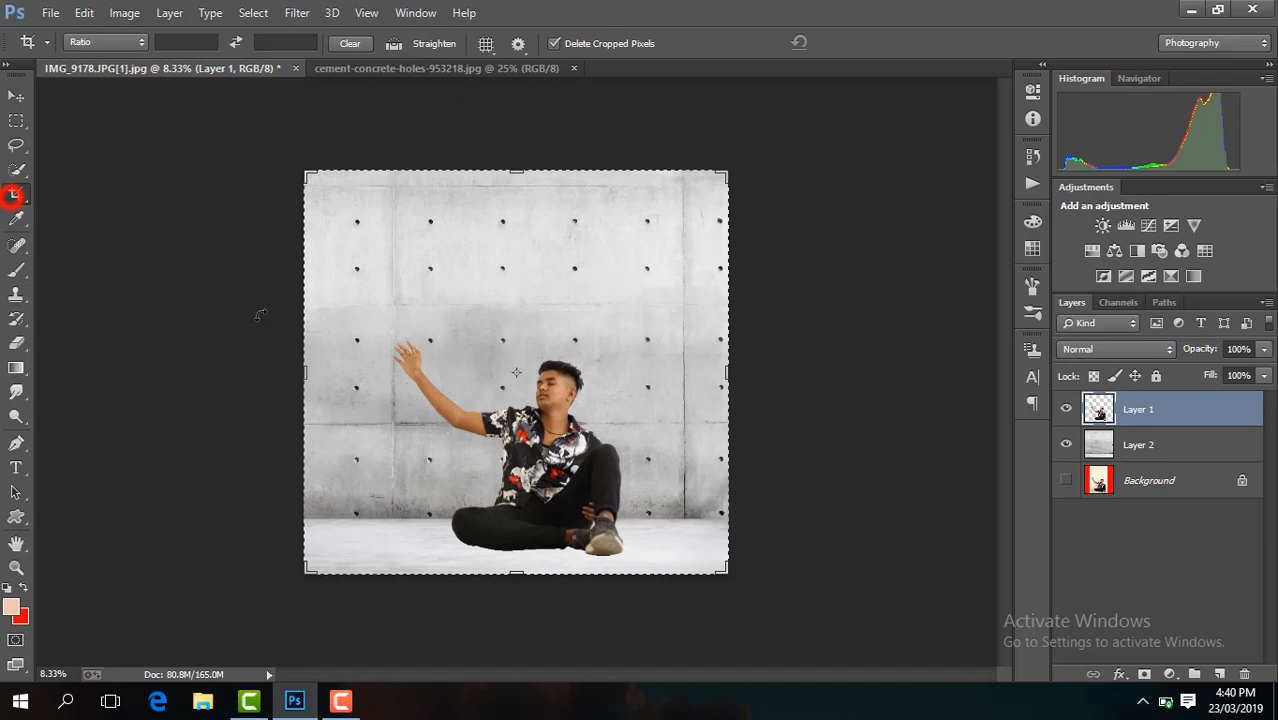 Ps File Edit Image Layer Type Select Filter 3D View Window Help
Ratio Clear Straighten Delete Cropped Pixels Photography
IMG_9178.JPG[1].jpg @ 8.33% (Layer 1, RGB/8) * cement-concrete-holes-953218.jpg @ 25% (RGB/8)
Histogram Navigator
Adjustments
Add an adjustment
Layers Channels Paths
Kind
Normal Opacity: 100%
Lock: Fill: 100%
Layer 1
Layer 2
Background
Activate Windows
Go to Settings to activate Windows.
8.33% Doc: 80.8M/165.0M
Ps
4:40 PM
23/03/2019